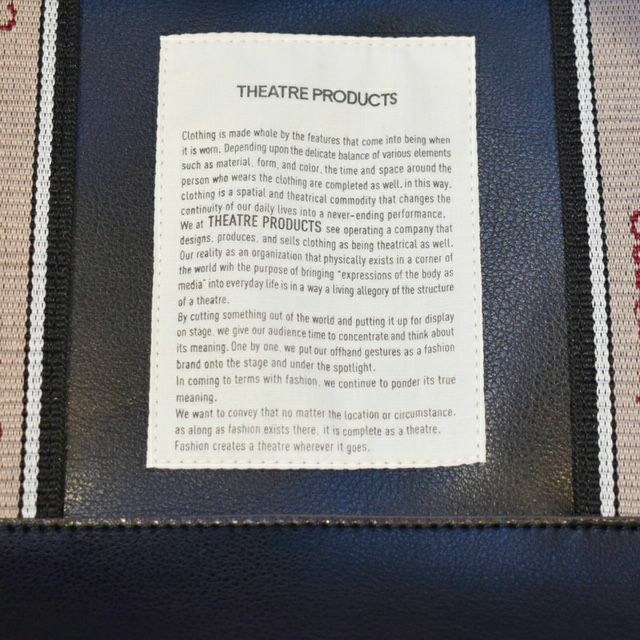 THEATRE PRODUCTS
Clothing is made whole by the features that come into being when
it is worn. Depending upon the delicate balance of various elements
such as material, form, and color, the time and space around the
person who wears the clothing are completed as well. in this way,
clothing is a spatial and theatrical commodity that changes the
continuity of our daily lives into a never-ending performance.
We at THEATRE PRODUCTS see operating a company that
designs, produces, and sells clothing as being theatrical as well.
Our reality as an organization that physically exists in a corner of
the world wih the purpose of bringing "expressions of the body as
media" into everyday life is in a way a living allegory of the structure
of a theatre.
By cutting something out of the world and putting it up for display
on stage, we give our audience time to concentrate and think about
its meaning. One by one, we put our offhand gestures as a fashion
brand onto the stage and under the spotlight.
In coming to terms with fashion, we continue to ponder its true
meaning.
We want to convey that no matter the location or circumstance,
as along as fashion exists there, it is complete as a theatre.
Fashion creates a theatre wherever it goes.